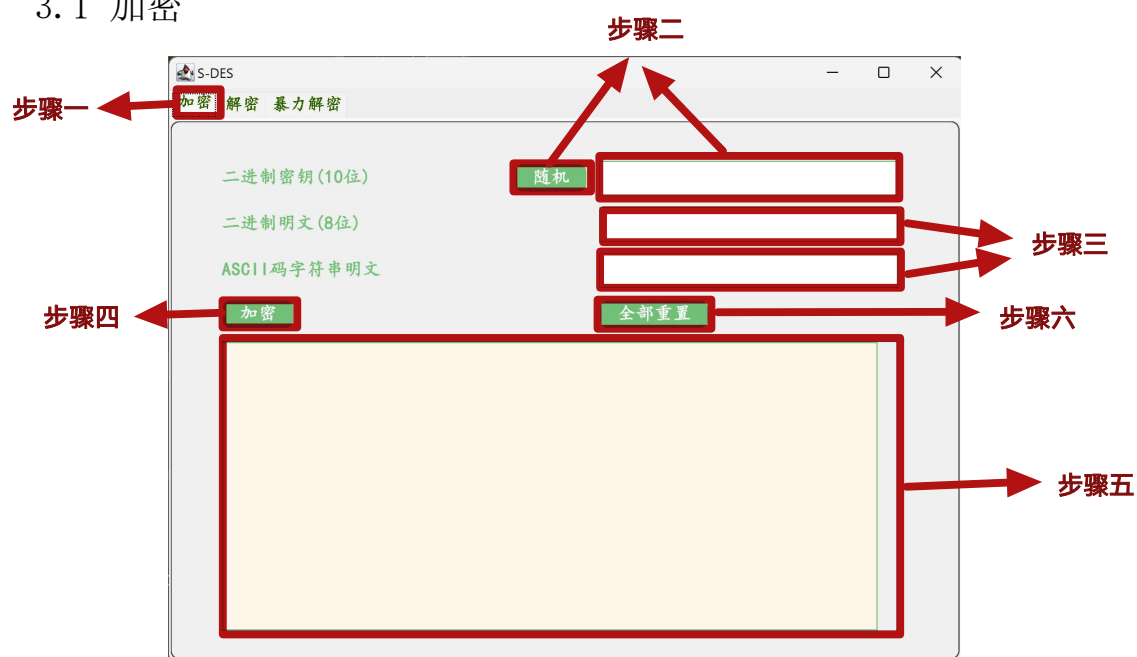 3.1 加密
步骤二
S-DES
步骤一
加密 解密 暴力解密
二进制密钥(10位) 随机
二进制明文(8位)
步骤三
ASCII码字符串明文
步骤四
加密 全部重置
步骤六
步骤五